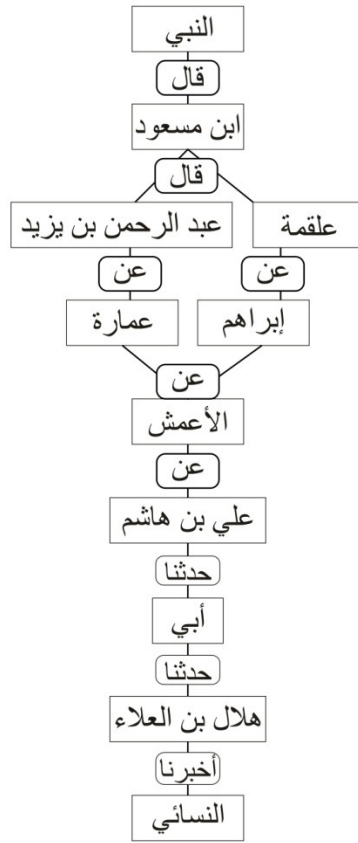 النبي
قال
ابن مسعود
قال
علقمة
عبد الرحمن بن يزيد
عن
عن
إبراهم
عمارة
عن
الأعمش
عن
علي بن هاشم
حدثنا
أبي
حدثنا
هلال بن العلاء
أخبرنا
النسائي